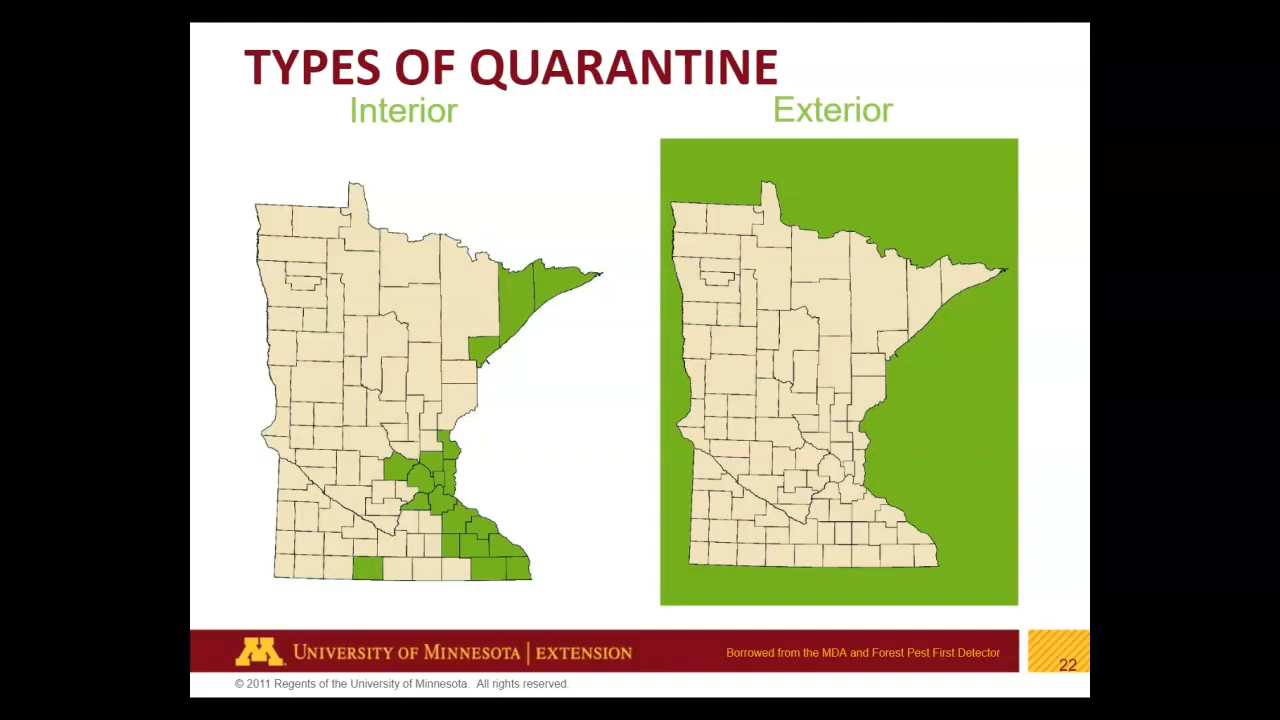 TYPES OF QUARANTINE
Interior
Exterior
UNIVERSITY OF MINNESOTA | EXTENSION
Borrowed from the MDA and Forest Pest First Detector
22
© 2011 Regents of the University of Minnesota. All rights reserved.